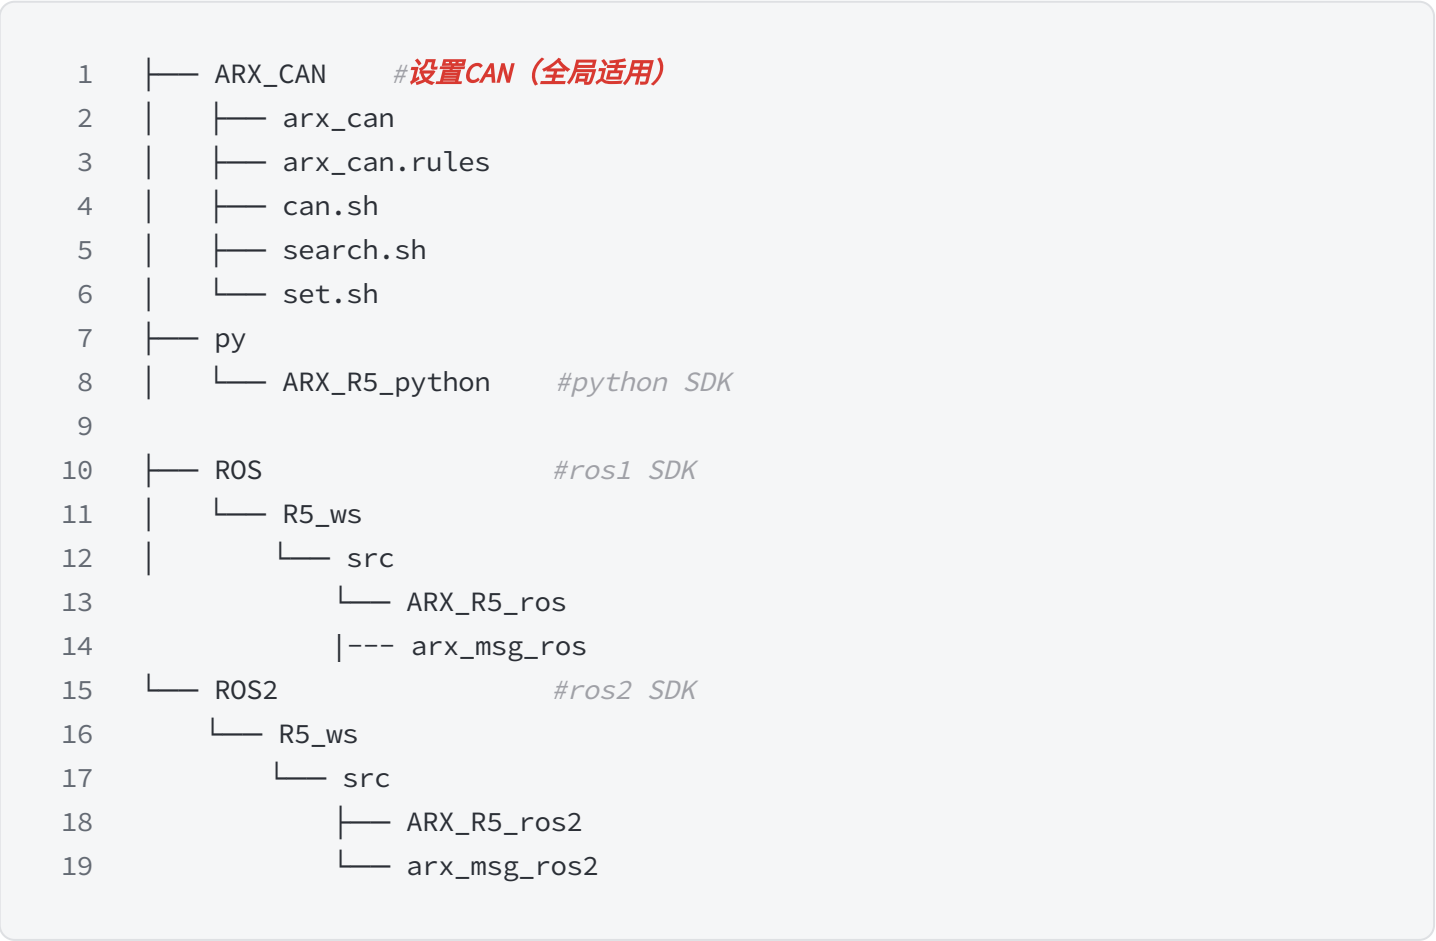 1 ├── ARX_CAN #设置CAN（全局适用）
2 │ ├── arx_can
3 │ ├── arx_can.rules
4 │ ├── can.sh
5 │ ├── search.sh
6 │ └── set.sh
7 ├── py
8 │ └── ARX_R5_python #python SDK
9
10 ├── ROS #ros1 SDK
11 │ └── R5_ws
12 │ └── src
13 └── ARX_R5_ros
14 |--- arx_msg_ros
15 └── ROS2 #ros2 SDK
16 └── R5_ws
17 └── src
18 ├── ARX_R5_ros2
19 └── arx_msg_ros2